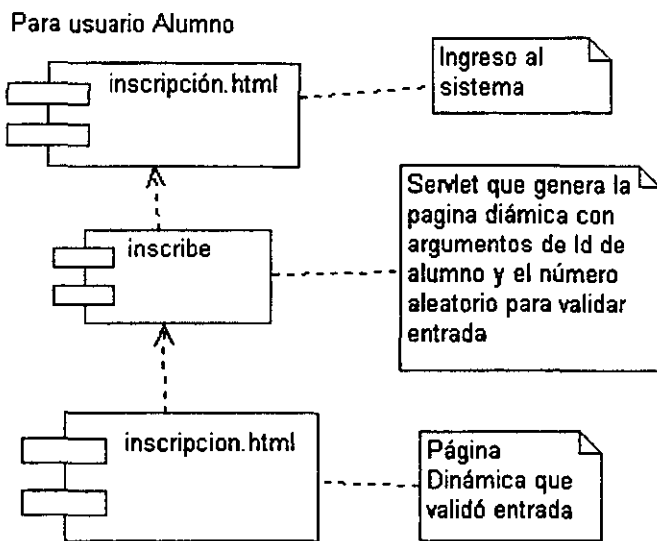 Para usuario Alumno
inscripción.html
Ingreso al
sistema
inscribe
Servlet que genera la
pagina diámica con
argumentos de Id de
alumno y el número
aleatorio para validar
entrada
inscripcion.html
Página
Dinámica que
validó entrada